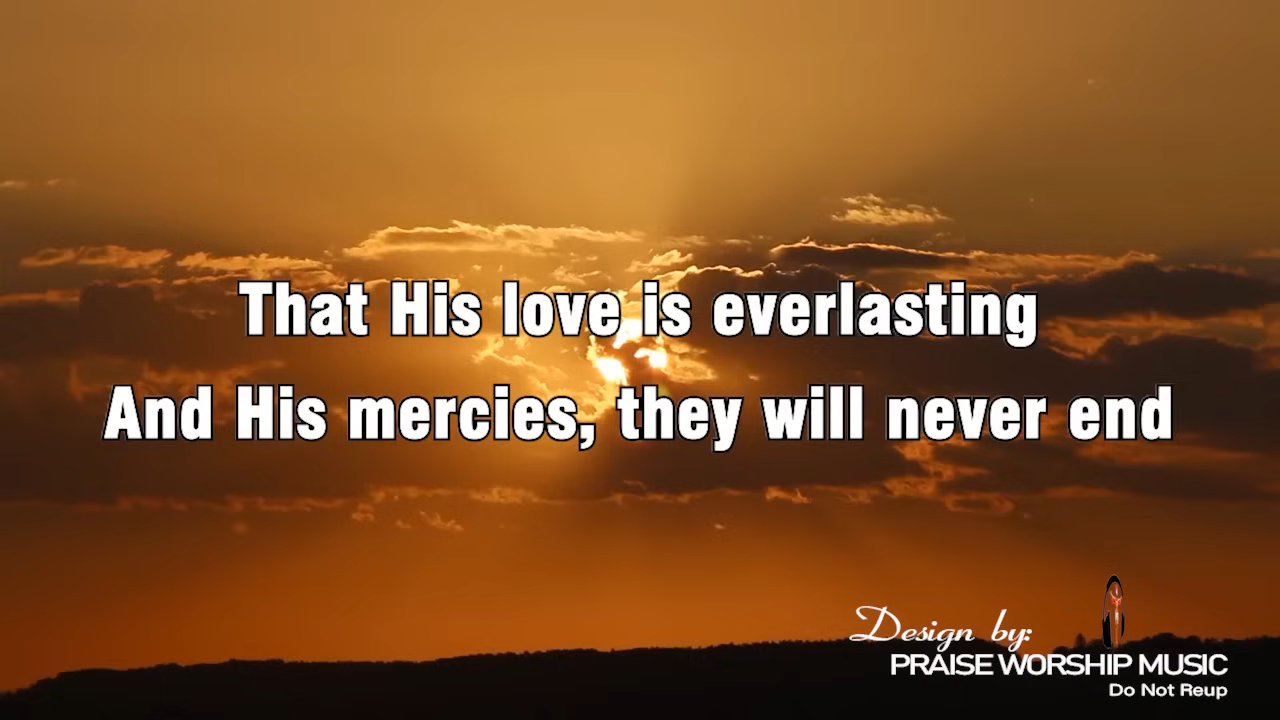 That His love is everlasting
And His mercies, they will never end
Design by:
PRAISE WORSHIP MUSIC
Do Not Reup